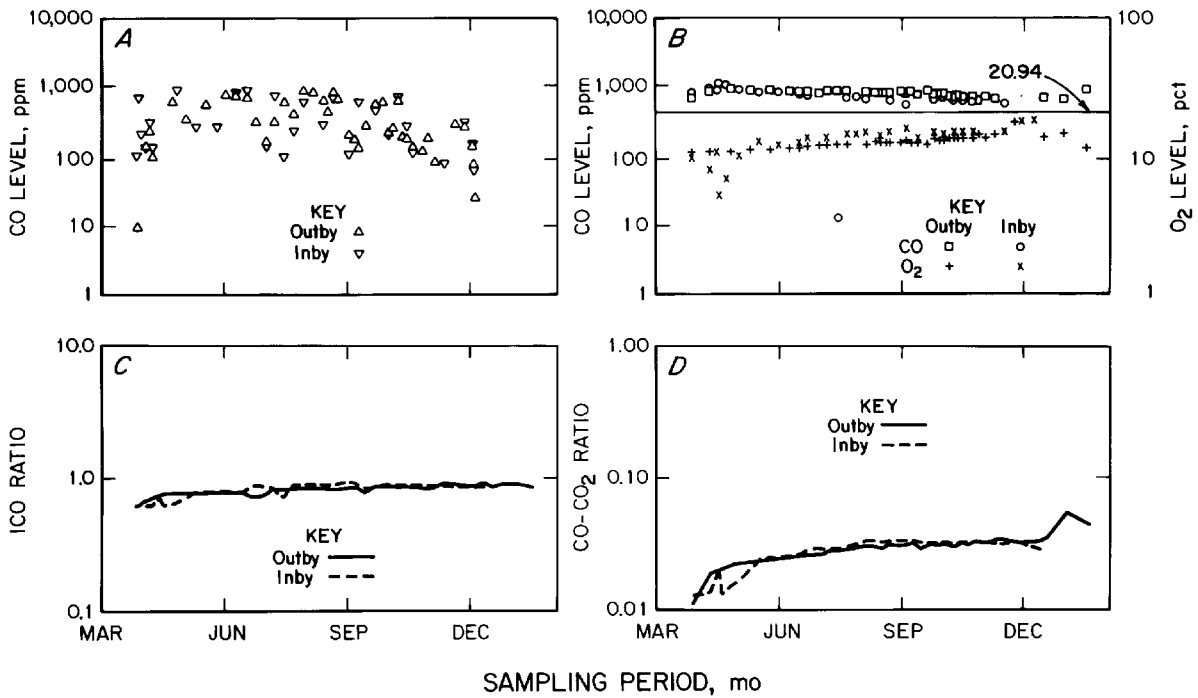 A
10,000
1,000
100
10
1
CO LEVEL, ppm
KEY
Outby △
Inby ▽
B
10,000
1,000
100
10
1
CO LEVEL, ppm
20.94
KEY
Outby Inby
CO □ ○
O₂ + x
100
10
1
O₂ LEVEL, pct
C
10.0
1.0
0.1
ICO RATIO
KEY
Outby
Inby
MAR JUN SEP DEC
D
1.00
0.10
0.01
CO-CO₂ RATIO
KEY
Outby
Inby
MAR JUN SEP DEC
SAMPLING PERIOD, mo